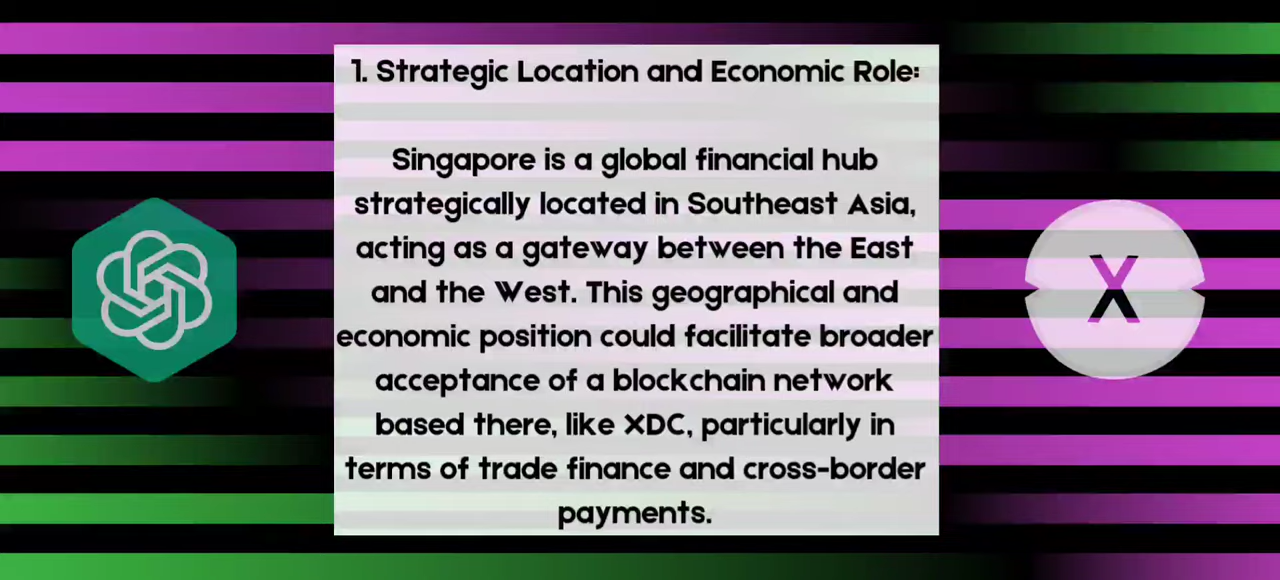 1. Strategic Location and Economic Role:
Singapore is a global financial hub
strategically located in Southeast Asia,
acting as a gateway between the East
and the West. This geographical and
economic position could facilitate broader
acceptance of a blockchain network
based there, like XDC, particularly in
terms of trade finance and cross-border
payments.
X